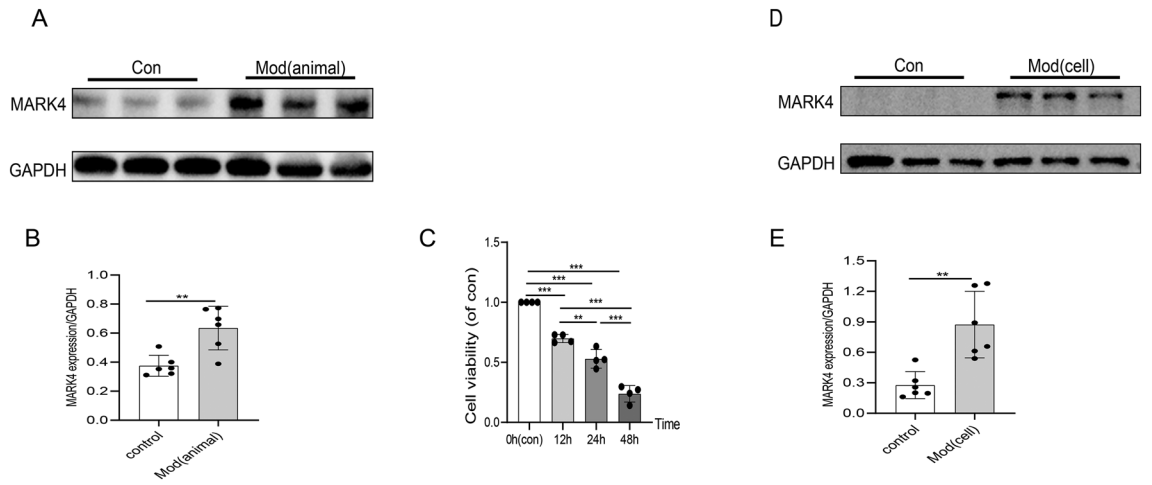 A
Con
Mod(animal)
MARK4
GAPDH
B
MARK4 expression/GAPDH
1.0
0.8
0.6
0.4
0.2
0.0
**
control
Mod(animal)
C
Cell viability (of con)
1.5
1.0
0.5
0.0
***
***
***
***
**
***
0h(con)
12h
24h
48h
Time
D
Con
Mod(cell)
MARK4
GAPDH
E
MARK4 expression/GAPDH
1.5
1.2
0.9
0.6
0.3
0.0
**
control
Mod(cell)